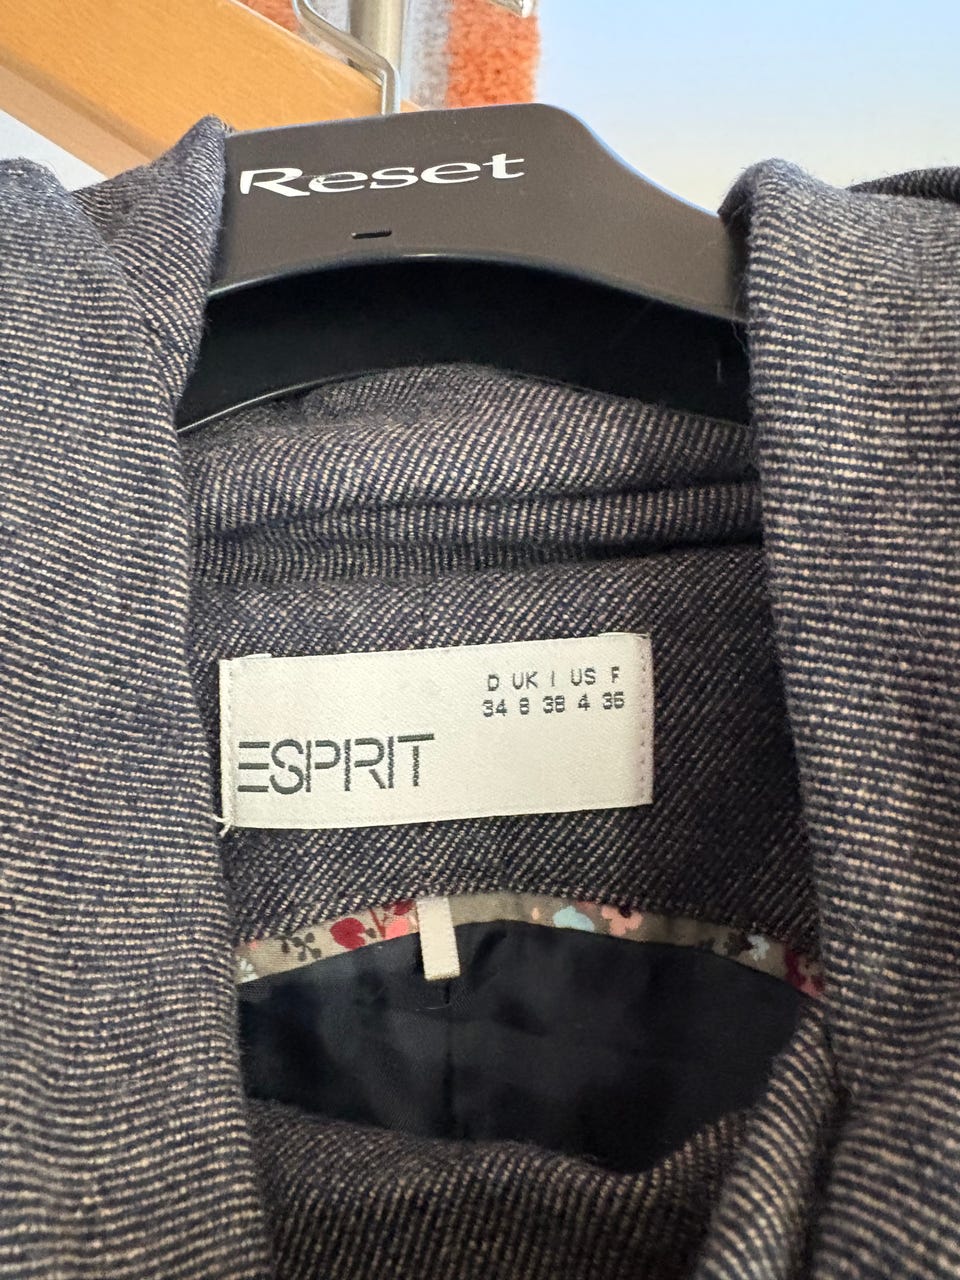 Reset
D UK I US F
34 8 38 4 36
ESPRIT